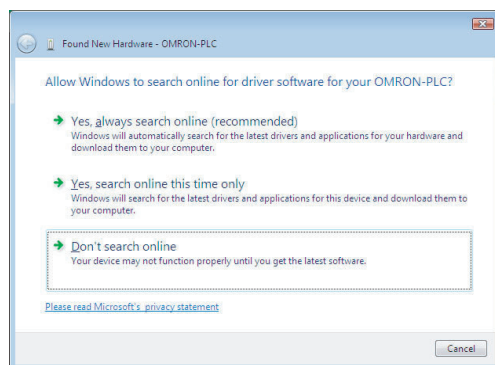 Found New Hardware - OMRON-PLC
Allow Windows to search online for driver software for your OMRON-PLC?
Yes, always search online (recommended)
Windows will automatically search for the latest drivers and applications for your hardware and
download them to your computer.
Yes, search online this time only
Windows will search for the latest drivers and applications for this device and download them to
your computer.
Don't search online
Your device may not function properly until you get the latest software.
Please read Microsoft's privacy statement
Cancel